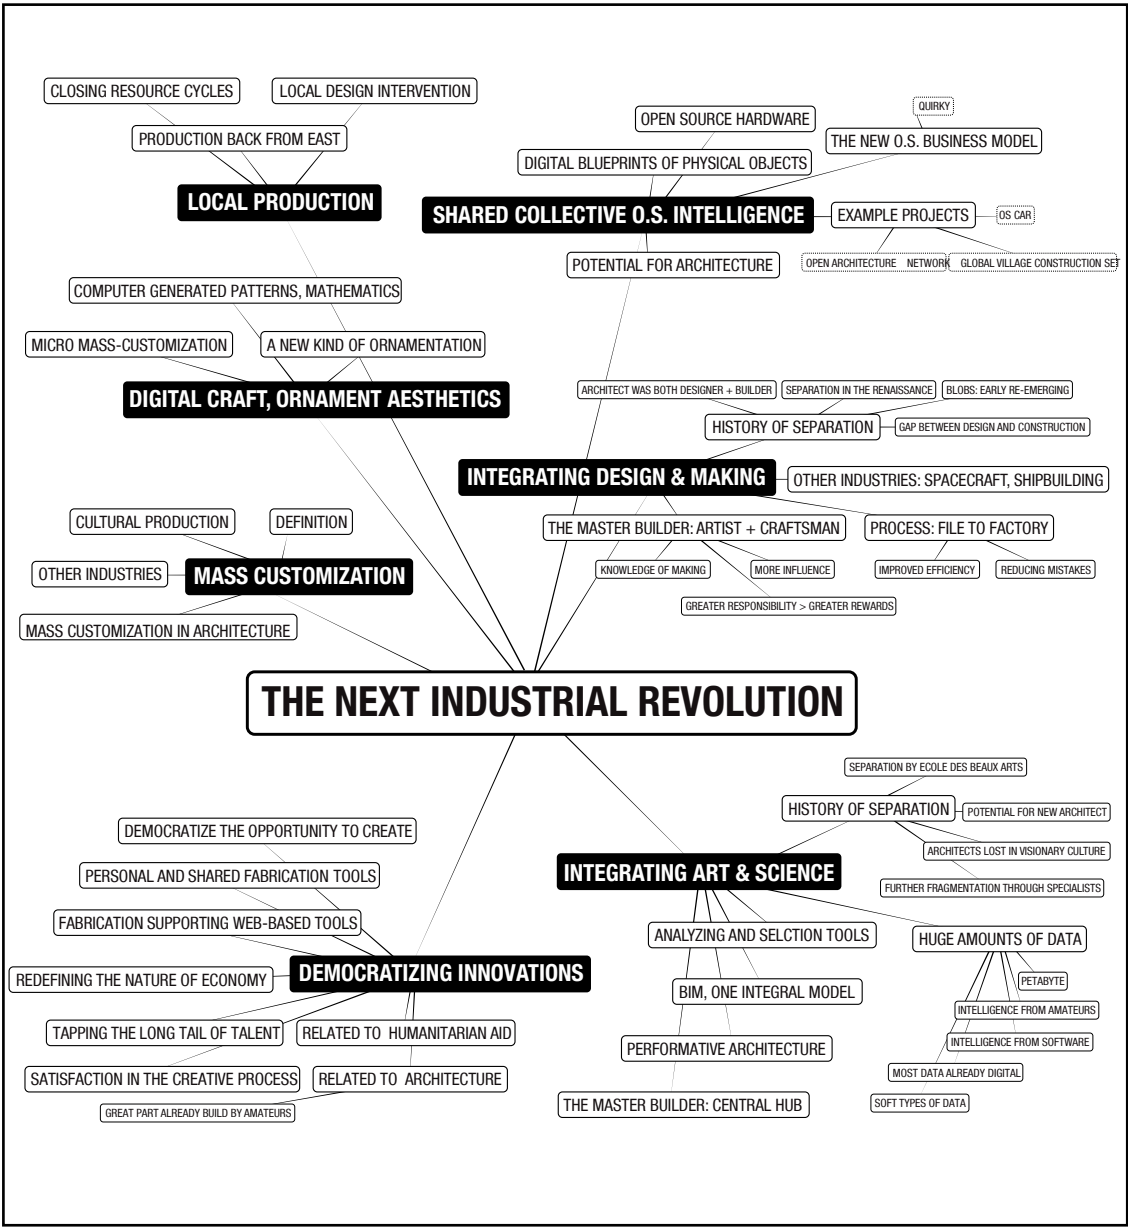 CLOSING RESOURCE CYCLES
LOCAL DESIGN INTERVENTION
PRODUCTION BACK FROM EAST
LOCAL PRODUCTION
QUIRKY
OPEN SOURCE HARDWARE
THE NEW O.S. BUSINESS MODEL
DIGITAL BLUEPRINTS OF PHYSICAL OBJECTS
SHARED COLLECTIVE O.S. INTELLIGENCE
EXAMPLE PROJECTS
OS CAR
POTENTIAL FOR ARCHITECTURE
OPEN ARCHITECTURE NETWORK
GLOBAL VILLAGE CONSTRUCTION SET
COMPUTER GENERATED PATTERNS, MATHEMATICS
MICRO MASS-CUSTOMIZATION
A NEW KIND OF ORNAMENTATION
DIGITAL CRAFT, ORNAMENT AESTHETICS
ARCHITECT WAS BOTH DESIGNER + BUILDER
SEPARATION IN THE RENAISSANCE
BLOBS: EARLY RE-EMERGING
HISTORY OF SEPARATION
GAP BETWEEN DESIGN AND CONSTRUCTION
INTEGRATING DESIGN & MAKING
OTHER INDUSTRIES: SPACECRAFT, SHIPBUILDING
THE MASTER BUILDER: ARTIST + CRAFTSMAN
PROCESS: FILE TO FACTORY
KNOWLEDGE OF MAKING
MORE INFLUENCE
IMPROVED EFFICIENCY
REDUCING MISTAKES
GREATER RESPONSIBILITY > GREATER REWARDS
CULTURAL PRODUCTION
DEFINITION
OTHER INDUSTRIES
MASS CUSTOMIZATION
MASS CUSTOMIZATION IN ARCHITECTURE
THE NEXT INDUSTRIAL REVOLUTION
SEPARATION BY ECOLE DES BEAUX ARTS
HISTORY OF SEPARATION
POTENTIAL FOR NEW ARCHITECT
ARCHITECTS LOST IN VISIONARY CULTURE
FURTHER FRAGMENTATION THROUGH SPECIALISTS
INTEGRATING ART & SCIENCE
ANALYZING AND SELCTION TOOLS
HUGE AMOUNTS OF DATA
BIM, ONE INTEGRAL MODEL
PETABYTE
INTELLIGENCE FROM AMATEURS
PERFORMATIVE ARCHITECTURE
INTELLIGENCE FROM SOFTWARE
MOST DATA ALREADY DIGITAL
THE MASTER BUILDER: CENTRAL HUB
SOFT TYPES OF DATA
DEMOCRATIZE THE OPPORTUNITY TO CREATE
PERSONAL AND SHARED FABRICATION TOOLS
FABRICATION SUPPORTING WEB-BASED TOOLS
REDEFINING THE NATURE OF ECONOMY
DEMOCRATIZING INNOVATIONS
TAPPING THE LONG TAIL OF TALENT
RELATED TO HUMANITARIAN AID
SATISFACTION IN THE CREATIVE PROCESS
RELATED TO ARCHITECTURE
GREAT PART ALREADY BUILD BY AMATEURS